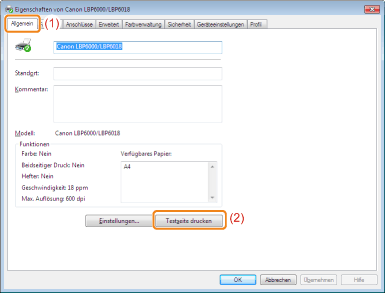 Eigenschaften von Canon LBP6000/LBP6018
Allgemein (1) Anschlüsse Erweitert Farbverwaltung Sicherheit Geräteeinstellungen Profil
Canon LBP6000/LBP6018
Standort:
Kommentar:
Modell: Canon LBP6000/LBP6018
Funktionen
Farbe: Nein Verfügbares Papier:
Beidseitiger Druck: Nein A4
Hefter: Nein
Geschwindigkeit: 18 ppm
Max. Auflösung: 600 dpi
Einstellungen... Testseite drucken (2)
OK Abbrechen Übernehmen Hilfe